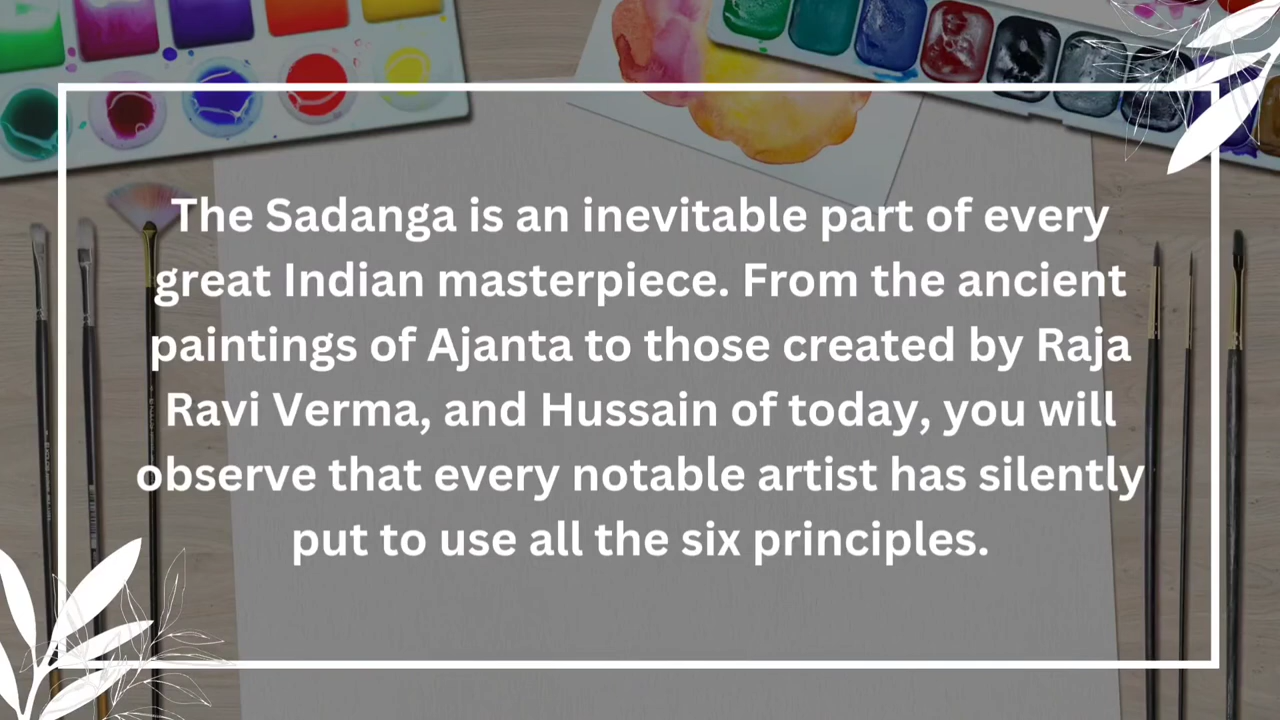 The Sadanga is an inevitable part of every
great Indian masterpiece. From the ancient
paintings of Ajanta to those created by Raja
Ravi Verma, and Hussain of today, you will
observe that every notable artist has silently
put to use all the six principles.